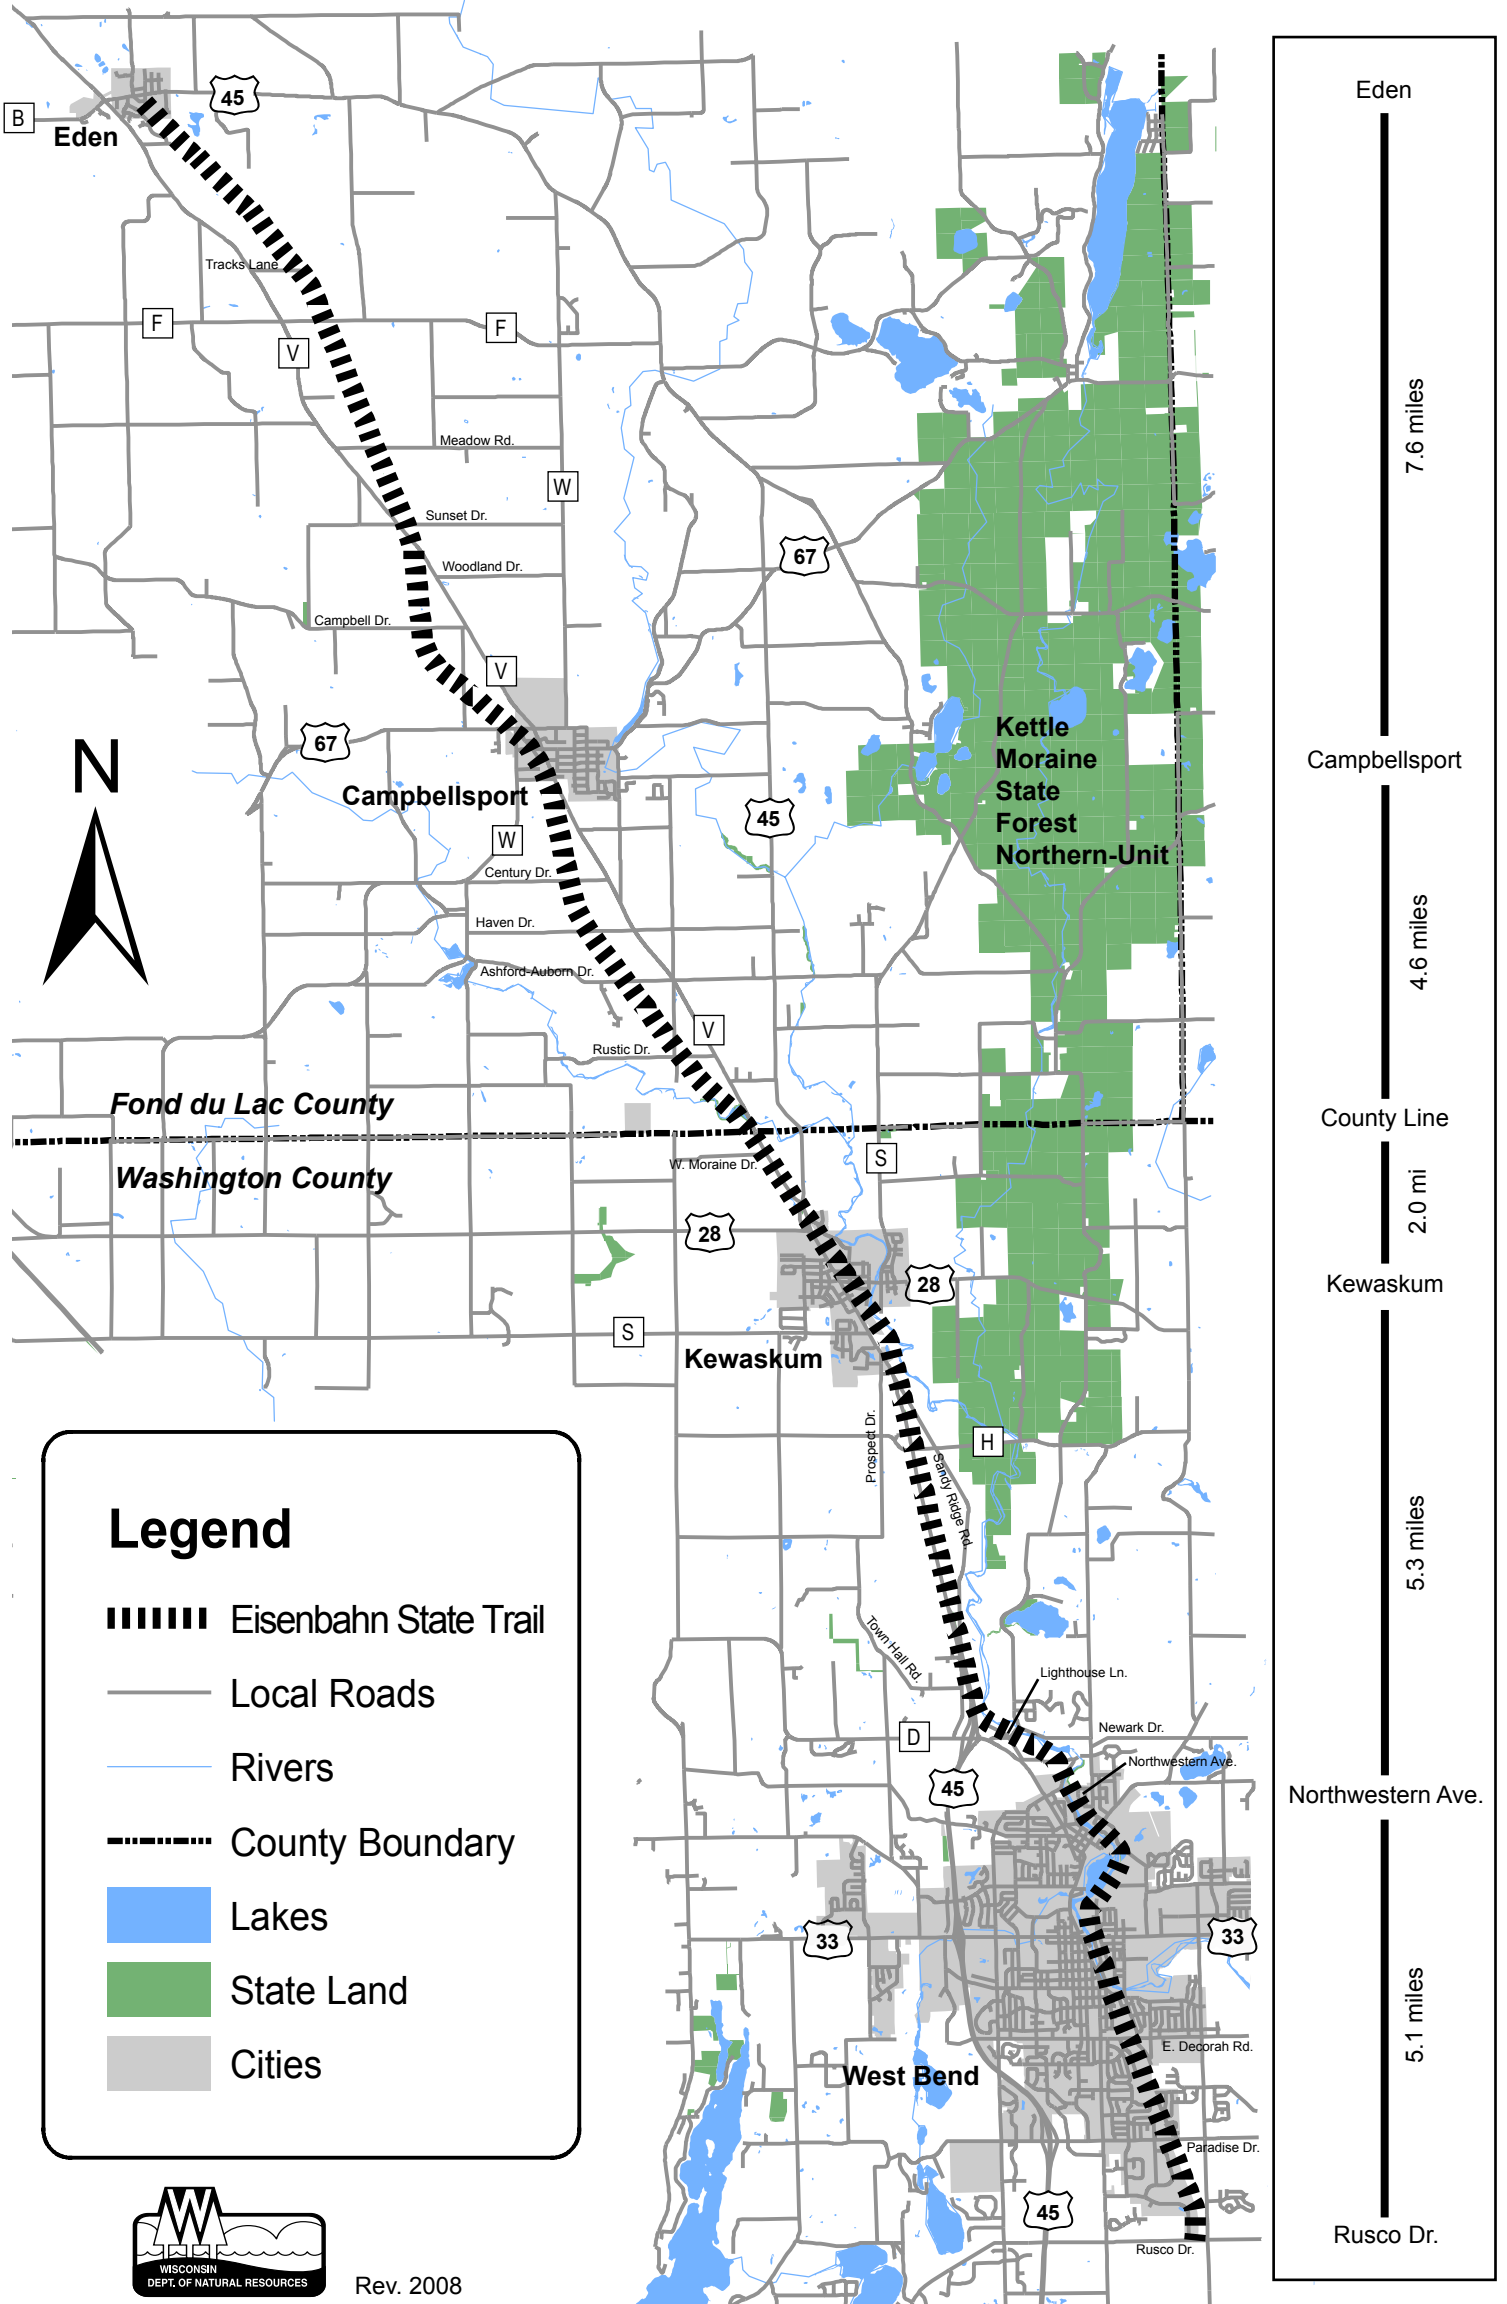 45
B
Eden
Tracks Lane
F
F
V
Meadow Rd.
W
Sunset Dr.
67
Woodland Dr.
Campbell Dr.
V
67
N
Campbellsport
45
W
Century Dr.
Haven Dr.
Ashford-Auborn Dr.
V
Rustic Dr.
Kettle
Moraine
State
Forest
Northern-Unit
Fond du Lac County
Washington County
W. Moraine Dr.
S
28
28
S
Kewaskum
Prospect Dr.
H
Sandy Ridge Rd.
Town Hall Rd.
Lighthouse Ln.
D
Newark Dr.
Northwestern Ave.
45
33
33
E. Decorah Rd.
West Bend
Paradise Dr.
45
Rusco Dr.
Legend
Eisenbahn State Trail
Local Roads
Rivers
County Boundary
Lakes
State Land
Cities
W
WISCONSIN
DEPT. OF NATURAL RESOURCES
Rev. 2008
Eden
7.6 miles
Campbellsport
4.6 miles
County Line
2.0 mi
Kewaskum
5.3 miles
Northwestern Ave.
5.1 miles
Rusco Dr.